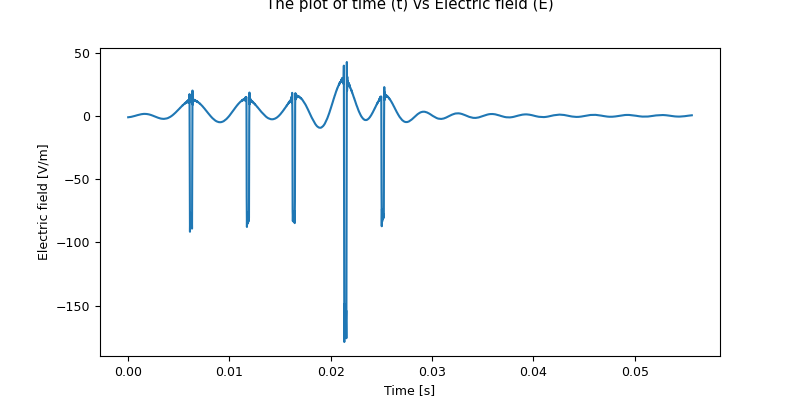 The plot of time (t) vs Electric field (E)
50
0
−50
−100
−150
Electric field [V/m]
0.00 0.01 0.02 0.03 0.04 0.05
Time [s]